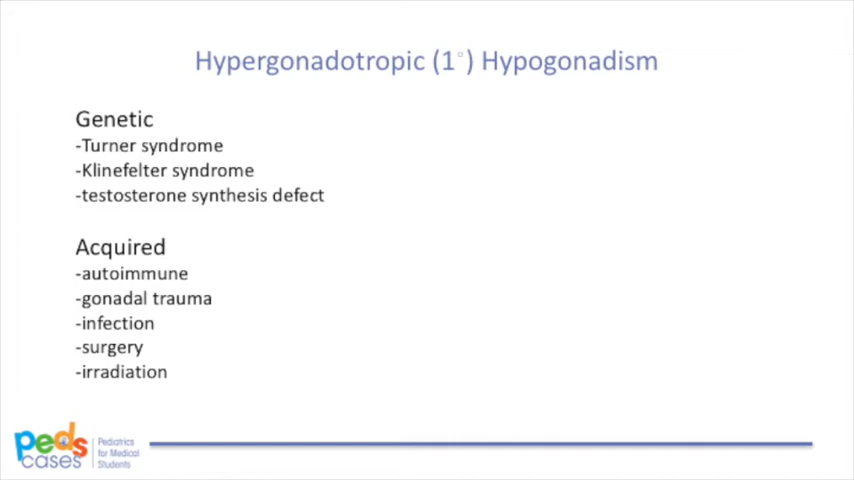 Hypergonadotropic (1°) Hypogonadism
Genetic
-Turner syndrome
-Klinefelter syndrome
-testosterone synthesis defect
Acquired
-autoimmune
-gonadal trauma
-infection
-surgery
-irradiation
peds
cases
Pediatrics
for Medical
Students